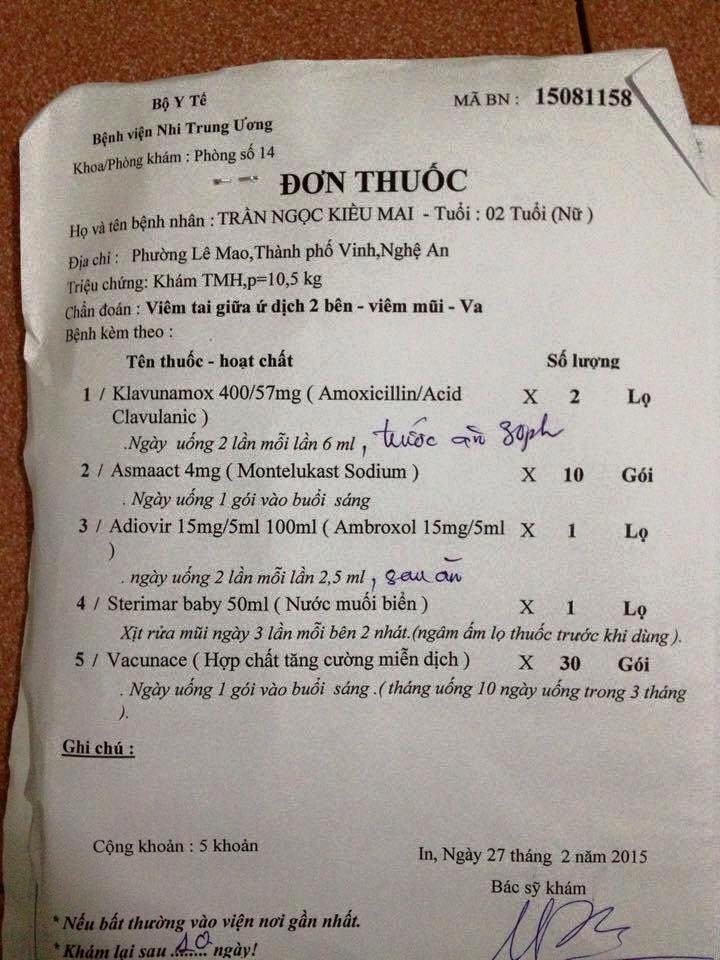 Bộ Y Tế
MÃ BN : 15081158
Bệnh viện Nhi Trung Ương
Khoa/Phòng khám : Phòng số 14
ĐƠN THUỐC
Họ và tên bệnh nhân : TRẦN NGỌC KIỀU MAI - Tuổi : 02 Tuổi (Nữ )
Địa chỉ : Phường Lê Mao,Thành phố Vinh,Nghệ An
Triệu chứng: Khám TMH,p=10,5 kg
Chẩn đoán : Viêm tai giữa ứ dịch 2 bên - viêm mũi - Va
Bệnh kèm theo :
Tên thuốc - hoạt chất Số lượng
1 / Klavunamox 400/57mg ( Amoxicillin/Acid X 2 Lọ
Clavulanic )
.Ngày uống 2 lần mỗi lần 6 ml , trước ăn 30ph
2 / Asmaact 4mg ( Montelukast Sodium ) X 10 Gói
. Ngày uống 1 gói vào buổi sáng
3 / Adiovir 15mg/5ml 100ml ( Ambroxol 15mg/5ml X 1 Lọ
)
. ngày uống 2 lần mỗi lần 2,5 ml , sau ăn
4 / Sterimar baby 50ml ( Nước muối biển ) X 1 Lọ
Xịt rửa mũi ngày 3 lần mỗi bên 2 nhát.(ngâm ấm lọ thuốc trước khi dùng ).
5 / Vacunace ( Hợp chất tăng cường miễn dịch ) X 30 Gói
. Ngày uống 1 gói vào buổi sáng .( tháng uống 10 ngày uống trong 3 tháng
).
Ghi chú :
Cộng khoản : 5 khoản
In, Ngày 27 tháng 2 năm 2015
Bác sỹ khám
*Nếu bất thường vào viện nơi gần nhất.
*Khám lại sau ..10.. ngày!